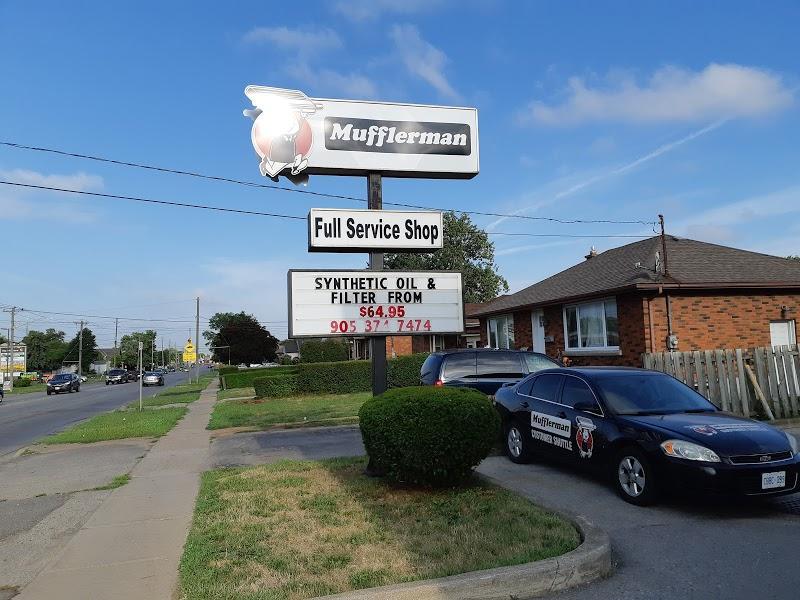 Mufflerman
Full Service Shop
SYNTHETIC OIL &
FILTER FROM
$64.95
905 374 7474
Mufflerman
CUSTOMER SHUTTLE